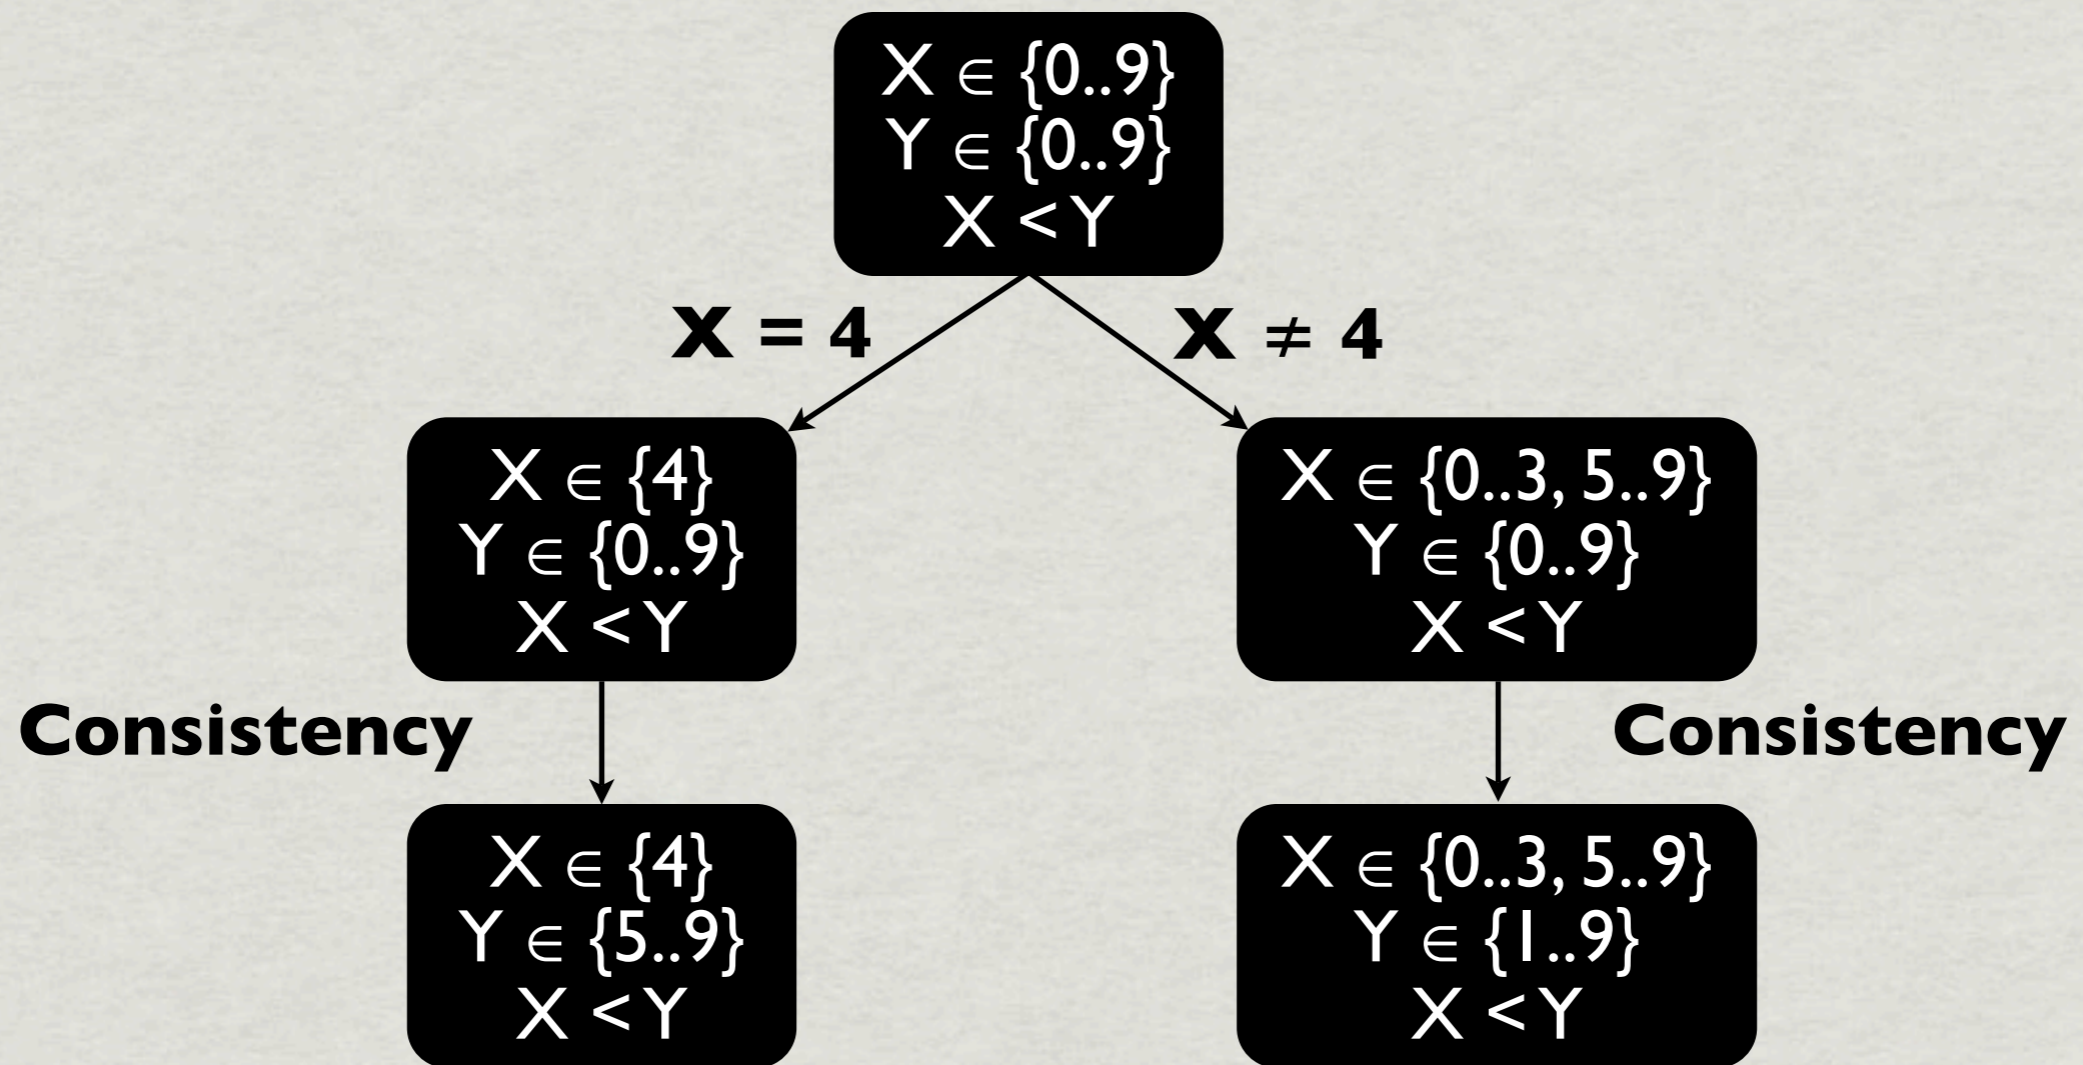 X ∈ {0..9}
Y ∈ {0..9}
X < Y
X = 4
X ≠ 4
X ∈ {4}
Y ∈ {0..9}
X < Y
X ∈ {0..3, 5..9}
Y ∈ {0..9}
X < Y
Consistency
Consistency
X ∈ {4}
Y ∈ {5..9}
X < Y
X ∈ {0..3, 5..9}
Y ∈ {1..9}
X < Y